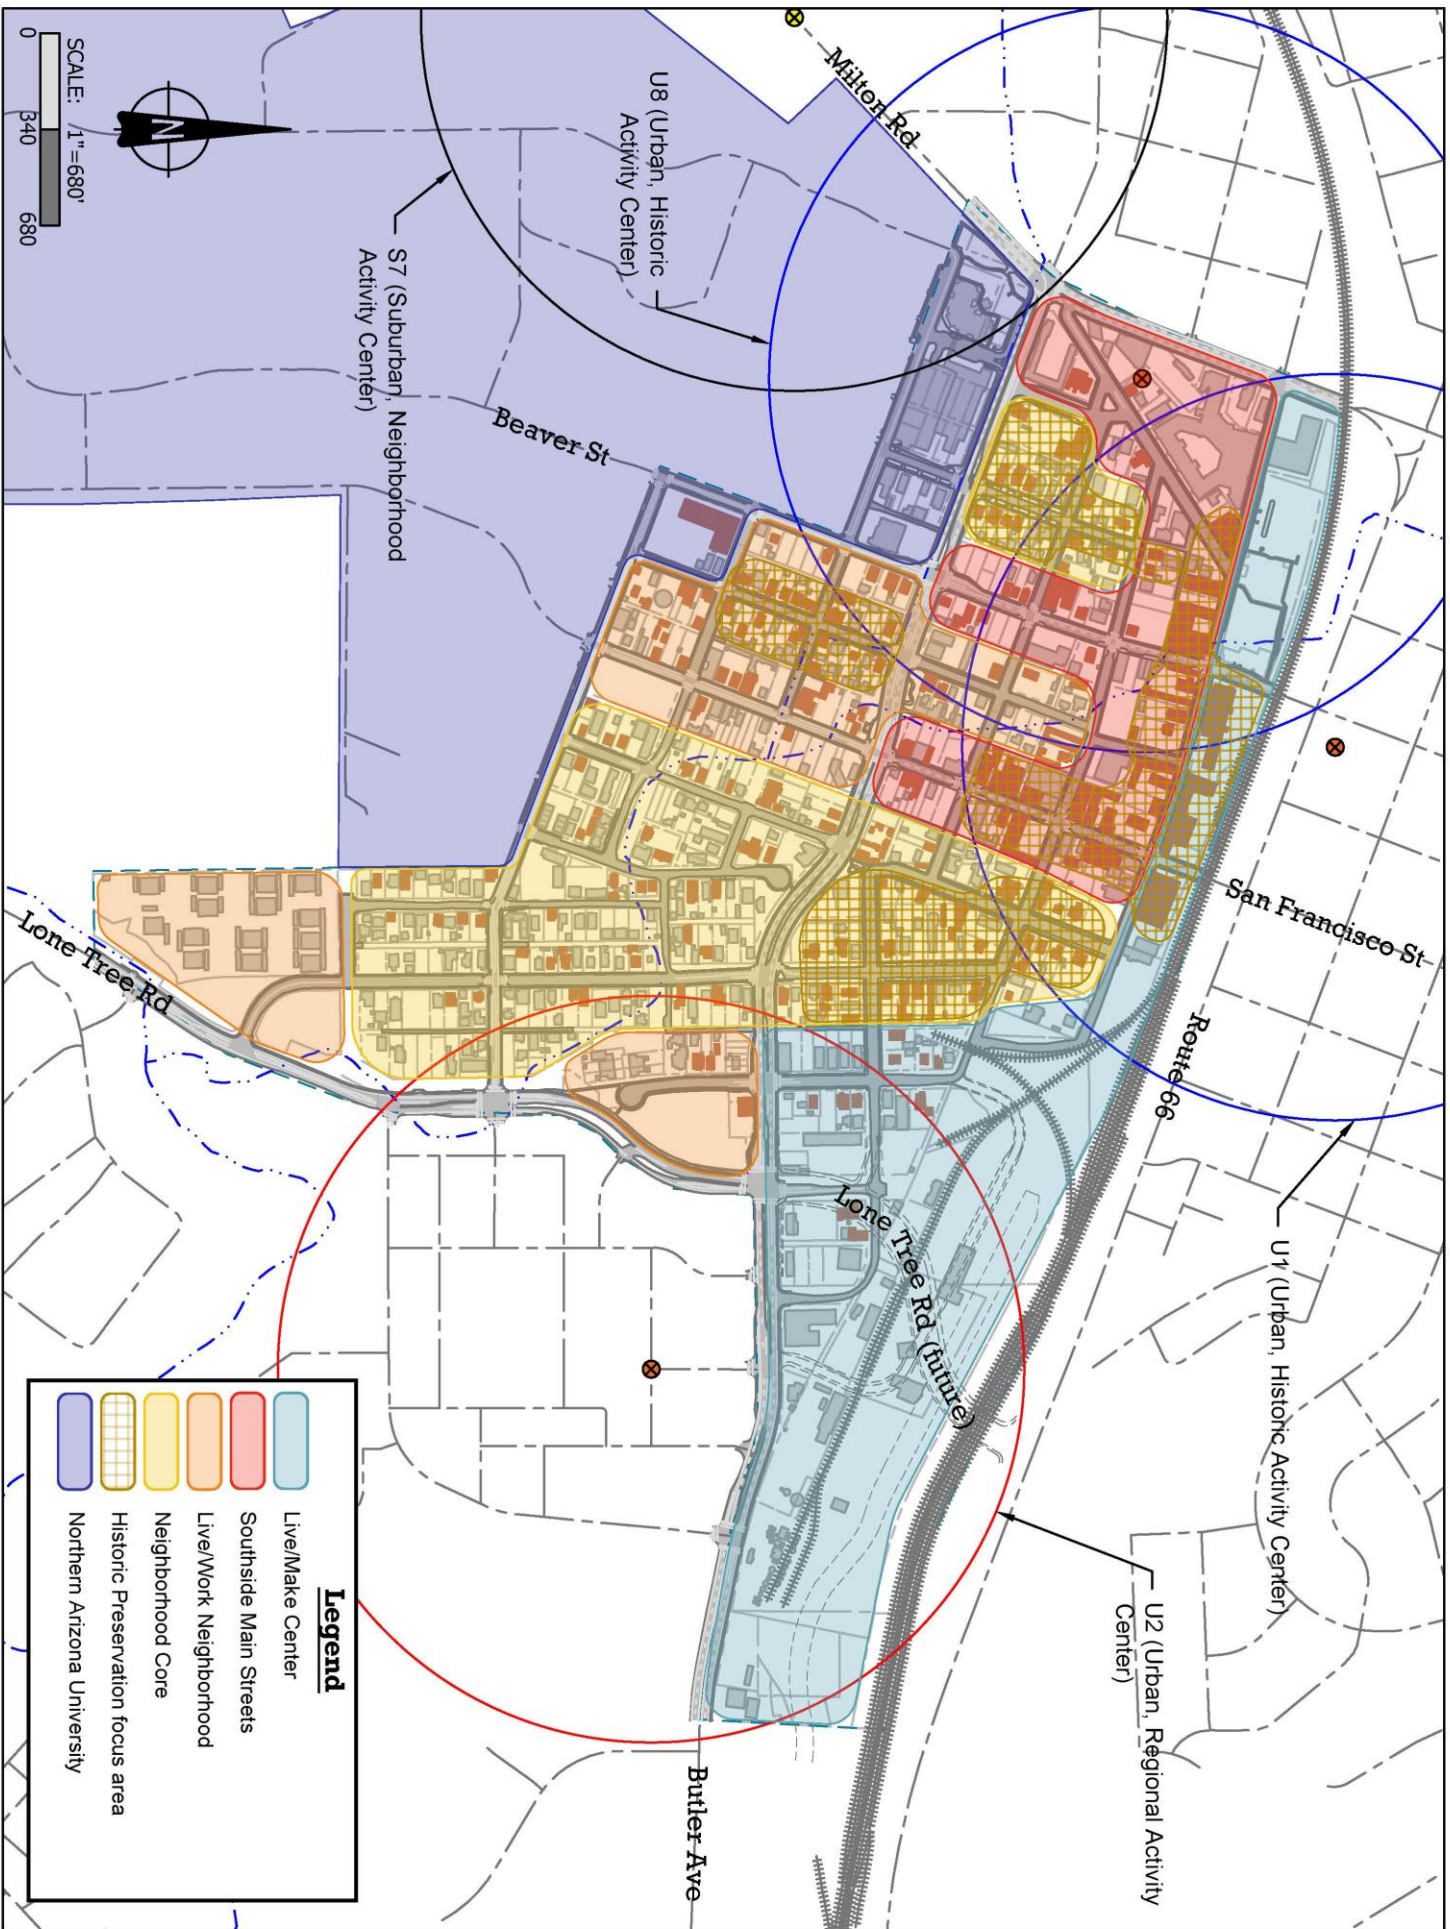 Milton Rd
U8 (Urban, Historic
Activity Center)
S7 (Suburban, Neighborhood
Activity Center)
Beaver St
San Francisco St
Route 66
U1 (Urban, Historic Activity Center)
U2 (Urban, Regional Activity
Center)
Lone Tree Rd (future)
Lone Tree Rd
Butler Ave
N
SCALE: 1"=680'
0 340 680
Legend
Live/Make Center
Southside Main Streets
Live/Work Neighborhood
Neighborhood Core
Historic Preservation focus area
Northern Arizona University